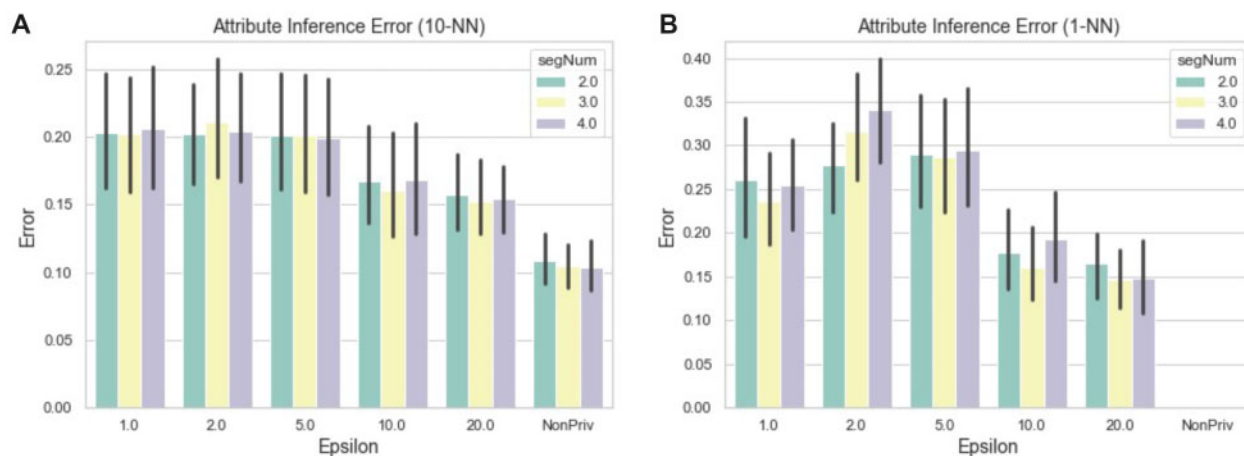 A
Attribute Inference Error (10-NN)
segNum
2.0
3.0
4.0
Error
0.25
0.20
0.15
0.10
0.05
0.00
1.0 2.0 5.0 10.0 20.0 NonPriv
Epsilon
B
Attribute Inference Error (1-NN)
segNum
2.0
3.0
4.0
Error
0.40
0.35
0.30
0.25
0.20
0.15
0.10
0.05
0.00
1.0 2.0 5.0 10.0 20.0 NonPriv
Epsilon